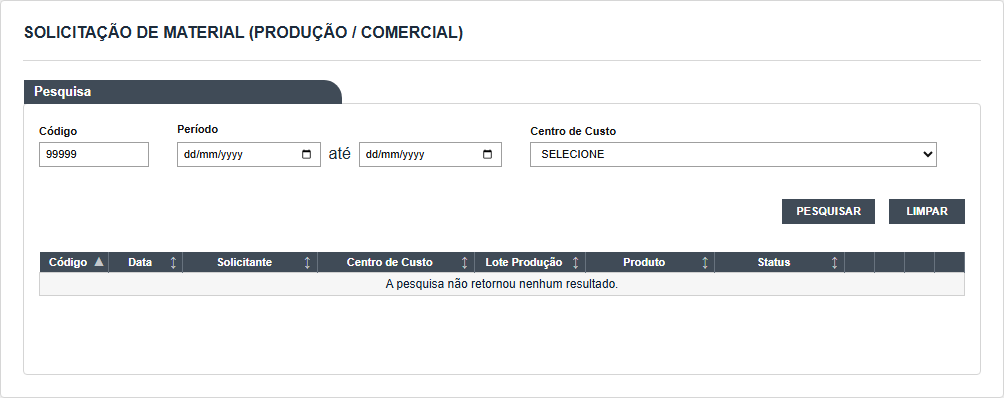 SOLICITAÇÃO DE MATERIAL (PRODUÇÃO / COMERCIAL)
Pesquisa
Código Período Centro de Custo
99999 dd/mm/yyyy até dd/mm/yyyy SELECIONE
PESQUISAR LIMPAR
Código Data Solicitante Centro de Custo Lote Produção Produto Status
A pesquisa não retornou nenhum resultado.